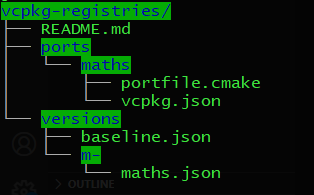 vcpkg-registries/
├── README.md
├── ports
│   └── maths
│       ├── portfile.cmake
│       └── vcpkg.json
└── versions
    ├── baseline.json
    └── m-
        └── maths.json
OUTLINE